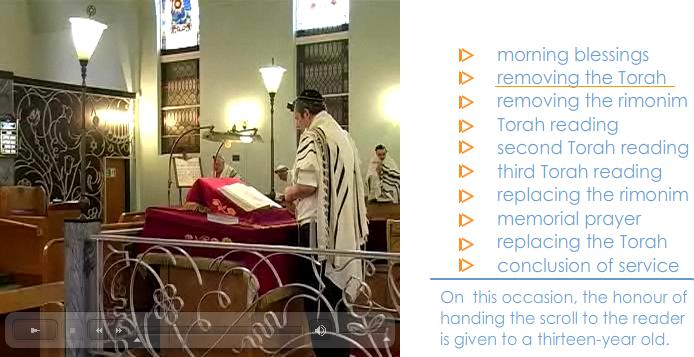 morning blessings
removing the Torah
removing the rimonim
Torah reading
second Torah reading
third Torah reading
replacing the rimonim
memorial prayer
replacing the Torah
conclusion of service
On this occasion, the honour of
handing the scroll to the reader
is given to a thirteen-year old.